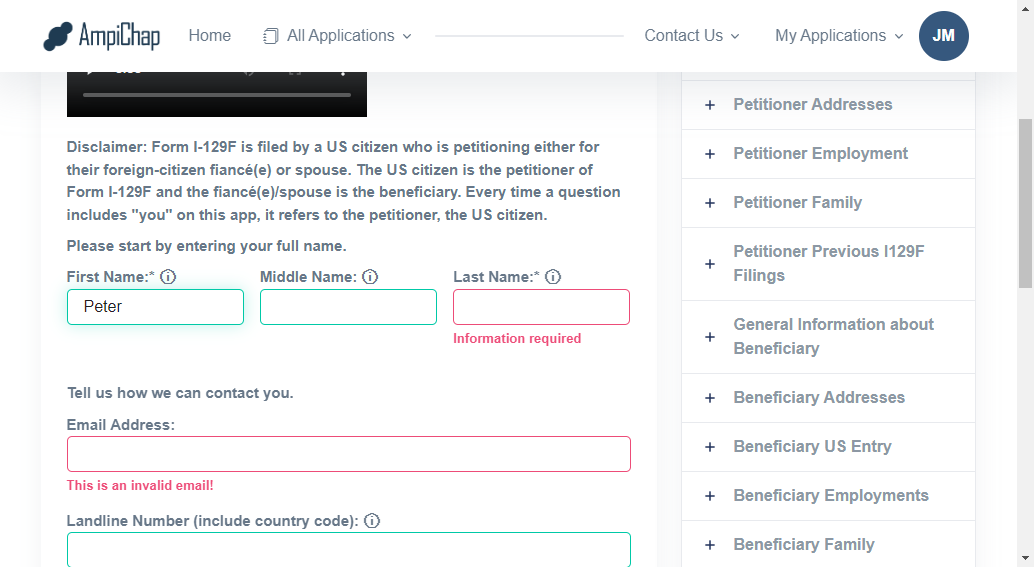 AmpiChap
Home
All Applications
Contact Us
My Applications
JM
Disclaimer: Form I-129F is filed by a US citizen who is petitioning either for
their foreign-citizen fiancé(e) or spouse. The US citizen is the petitioner of
Form I-129F and the fiancé(e)/spouse is the beneficiary. Every time a question
includes "you" on this app, it refers to the petitioner, the US citizen.
Please start by entering your full name.
First Name:*
Middle Name:
Last Name:*
Peter
Information required
Tell us how we can contact you.
Email Address:
This is an invalid email!
Landline Number (include country code):
+ Petitioner Addresses
+ Petitioner Employment
+ Petitioner Family
+ Petitioner Previous I129F
Filings
+ General Information about
Beneficiary
+ Beneficiary Addresses
+ Beneficiary US Entry
+ Beneficiary Employments
+ Beneficiary Family